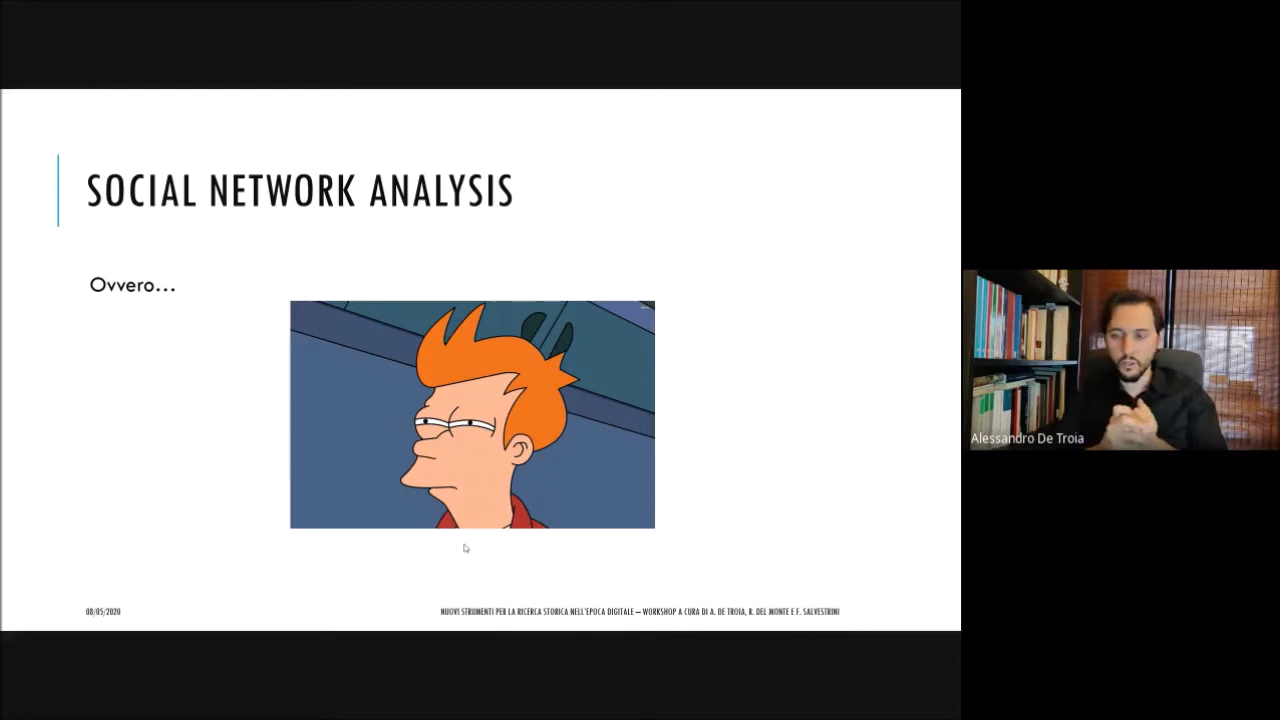 SOCIAL NETWORK ANALYSIS
Ovvero...
08/05/2020
NUOVI STRUMENTI PER LA RICERCA STORICA NELL'EPOCA DIGITALE – WORKSHOP A CURA DI A. DE TROIA, R. DEL MONTE E F. SALVESTRINI
Alessandro De Troia